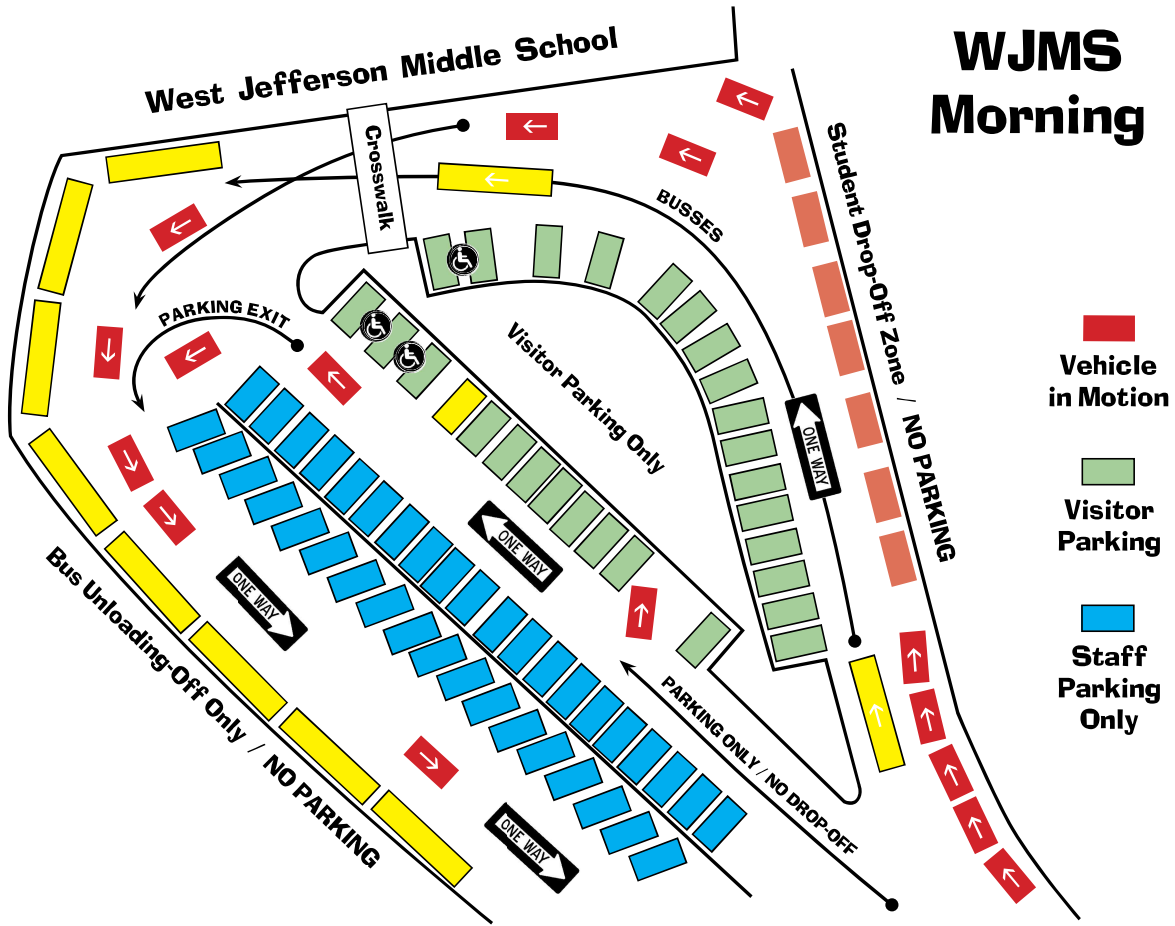 WJMS
Morning
West Jefferson Middle School
Crosswalk
BUSSES
Student Drop-Off Zone / NO PARKING
PARKING EXIT
Visitor Parking Only
ONE WAY
ONE WAY
ONE WAY
ONE WAY
Bus Unloading-Off Only / NO PARKING
PARKING ONLY / NO DROP-OFF
Vehicle
in Motion
Visitor
Parking
Staff
Parking
Only